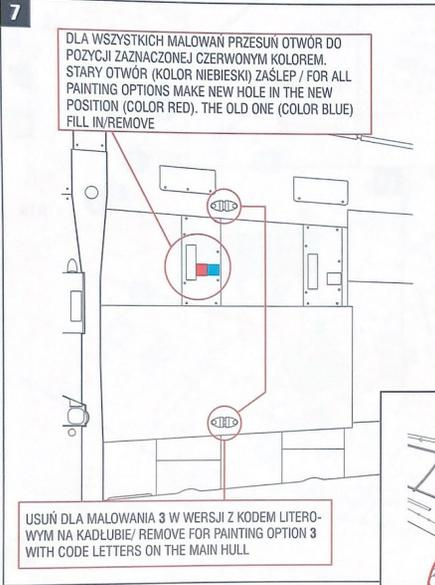 7
DLA WSZYSTKICH MALOWAŃ PRZESUŃ OTWÓR DO
POZYCJI ZAZNACZONEJ CZERWONYM KOLOREM.
STARY OTWÓR (KOLOR NIEBIESKI) ZAŚLEP / FOR ALL
PAINTING OPTIONS MAKE NEW HOLE IN THE NEW
POSITION (COLOR RED). THE OLD ONE (COLOR BLUE)
FILL IN/REMOVE
USUŃ DLA MALOWANIA 3 W WERSJI Z KODEM LITERO-
WYM NA KADŁUBIE/ REMOVE FOR PAINTING OPTION 3
WITH CODE LETTERS ON THE MAIN HULL